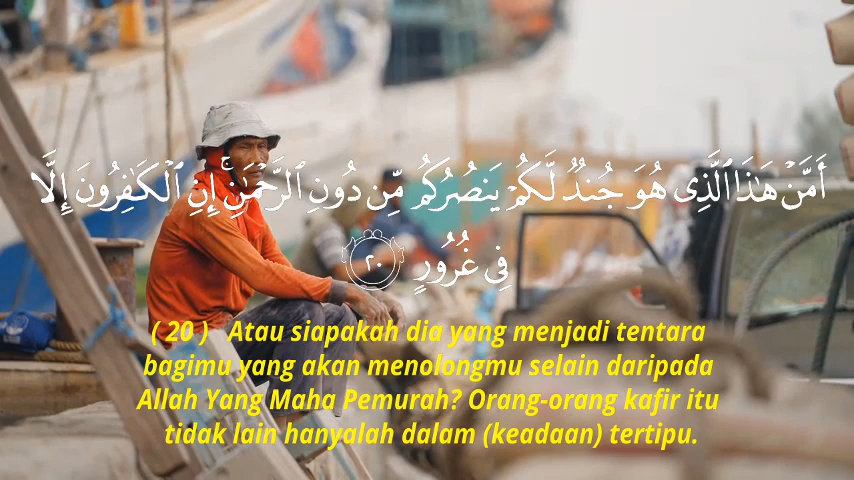 أَمَّنْ هَٰذَا ٱلَّذِى هُوَ جُندٌ لَّكُمْ يَنصُرُكُم مِّن دُونِ ٱلرَّحْمَٰنِ ۚ إِنِ ٱلْكَٰفِرُونَ إِلَّا
فِى غُرُورٍ ٢٠
( 20 ) Atau siapakah dia yang menjadi tentara
bagimu yang akan menolongmu selain daripada
Allah Yang Maha Pemurah? Orang-orang kafir itu
tidak lain hanyalah dalam (keadaan) tertipu.